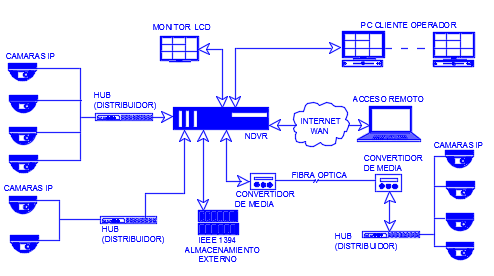 MONITOR LCD
PC CLIENTE OPERADOR
CAMARAS IP
HUB
(DISTRIBUIDOR)
NDVR
INTERNET
WAN
ACCESO REMOTO
CAMARAS IP
CONVERTIDOR
DE MEDIA
FIBRA OPTICA
CONVERTIDOR
DE MEDIA
CAMARAS IP
HUB
(DISTRIBUIDOR)
IEEE 1394
ALMACENAMIENTO
EXTERNO
HUB
(DISTRIBUIDOR)